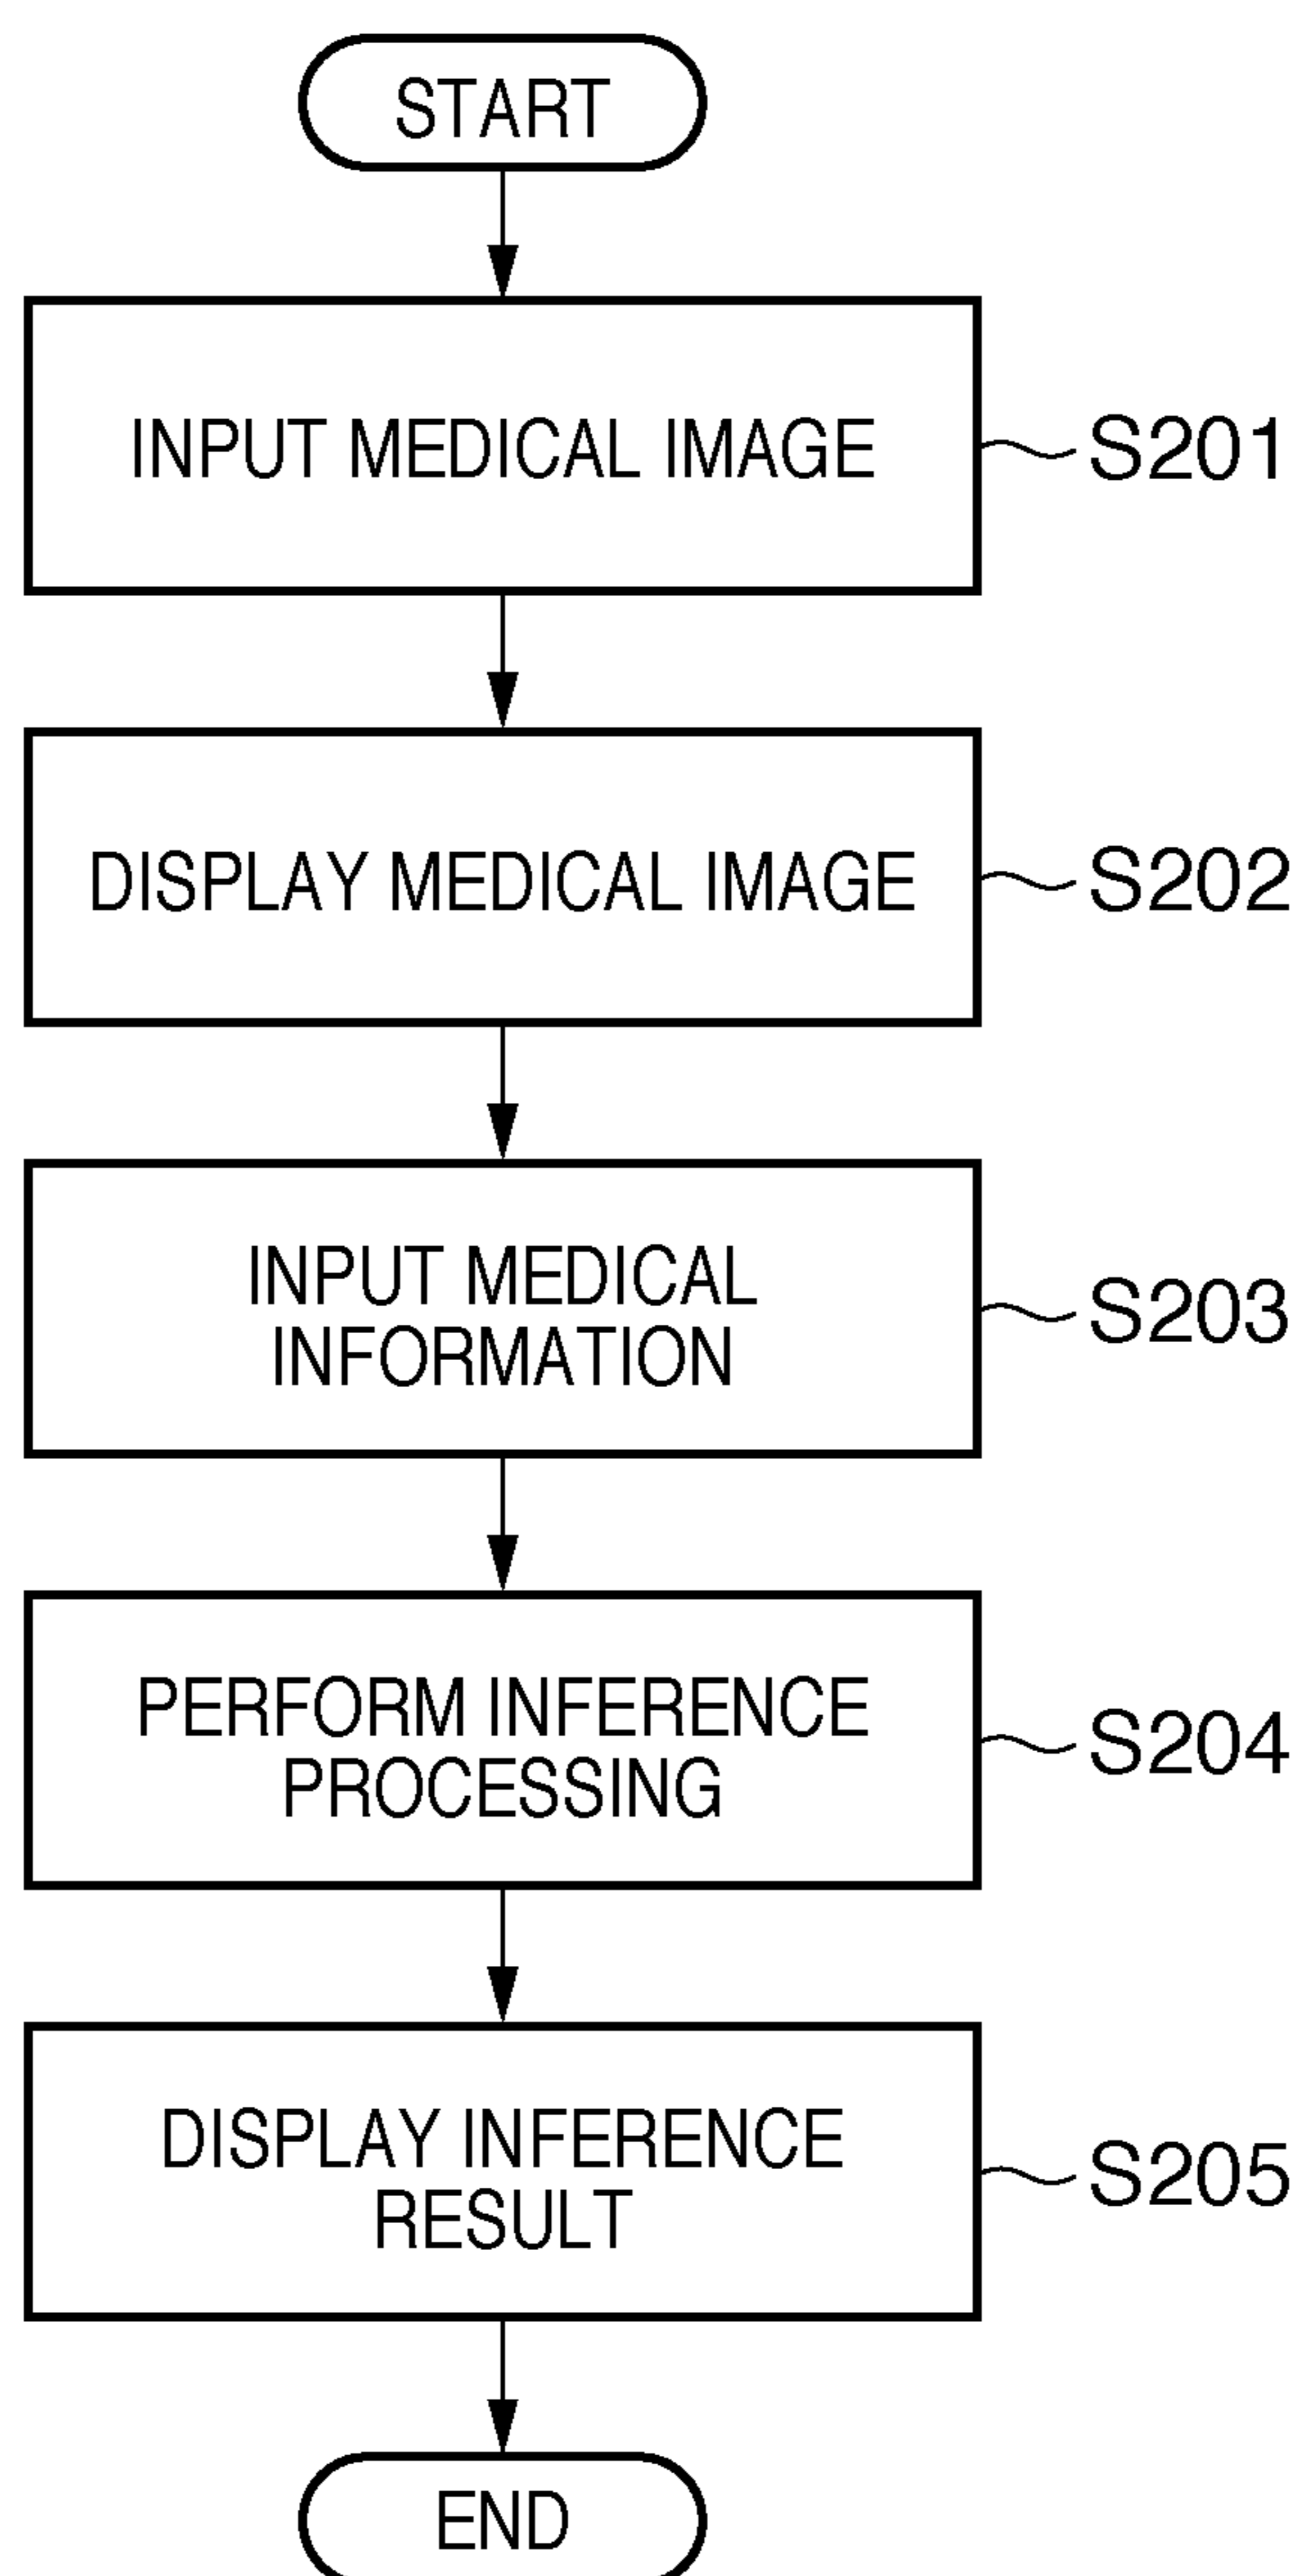 START
INPUT MEDICAL IMAGE
S201
DISPLAY MEDICAL IMAGE
S202
INPUT MEDICAL
INFORMATION
S203
PERFORM INFERENCE
PROCESSING
S204
DISPLAY INFERENCE
RESULT
S205
END